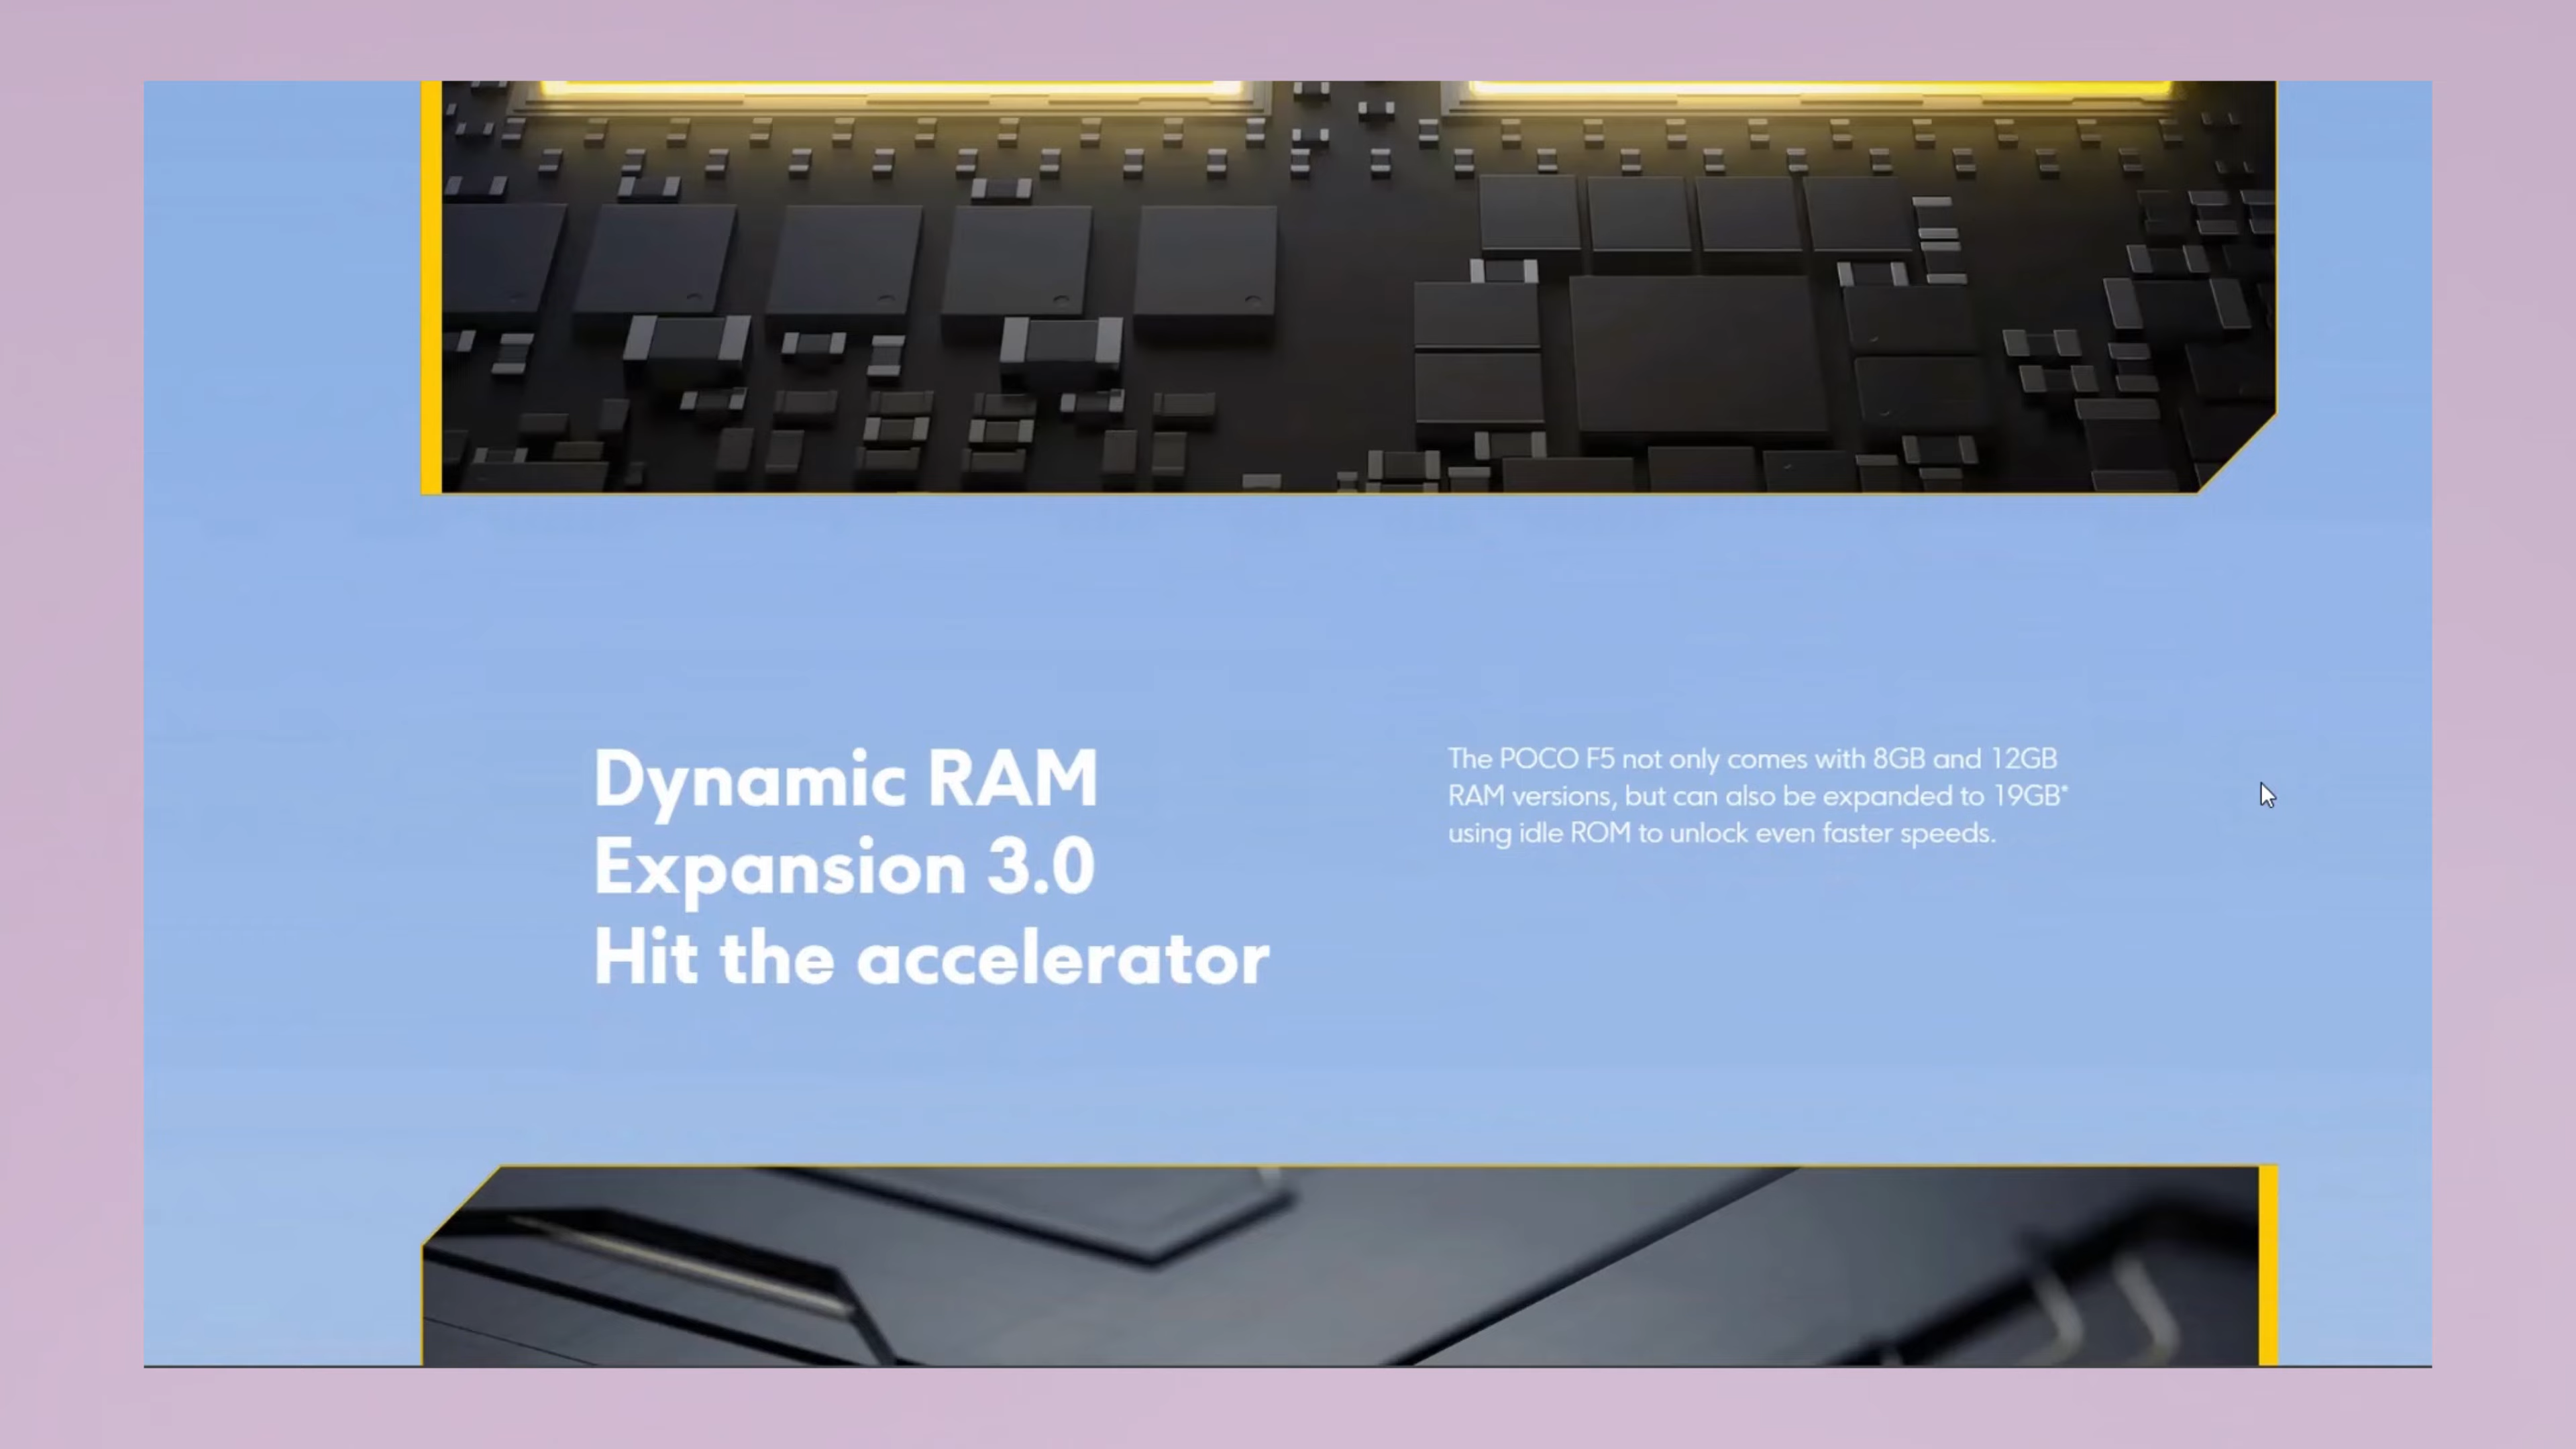 Dynamic RAM
Expansion 3.0
Hit the accelerator
The POCO F5 not only comes with 8GB and 12GB
RAM versions, but can also be expanded to 19GB*
using idle ROM to unlock even faster speeds.